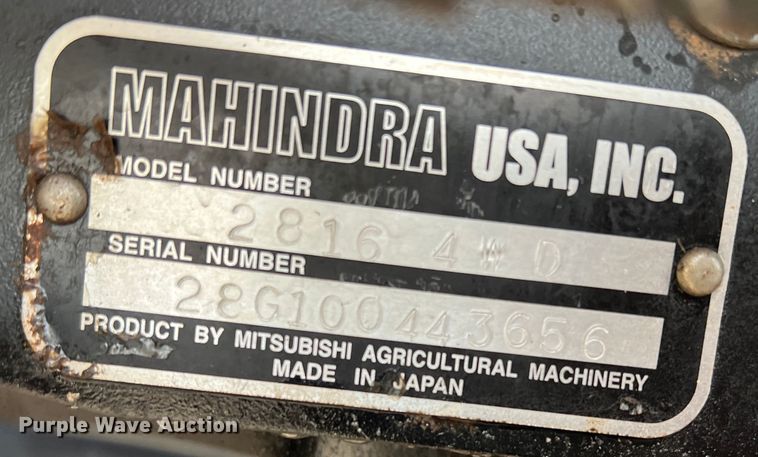 MAHINDRA USA, INC.
MODEL NUMBER
2816 4WD
SERIAL NUMBER
28G100443656
PRODUCT BY MITSUBISHI AGRICULTURAL MACHINERY
MADE IN JAPAN
Purple Wave Auction